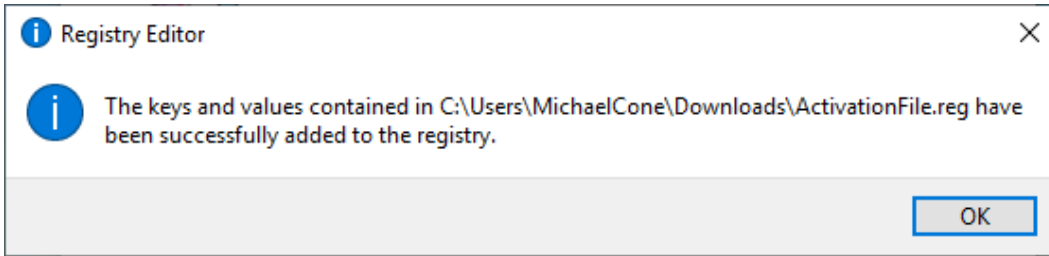 Registry Editor
The keys and values contained in C:\Users\MichaelCone\Downloads\ActivationFile.reg have
been successfully added to the registry.
OK